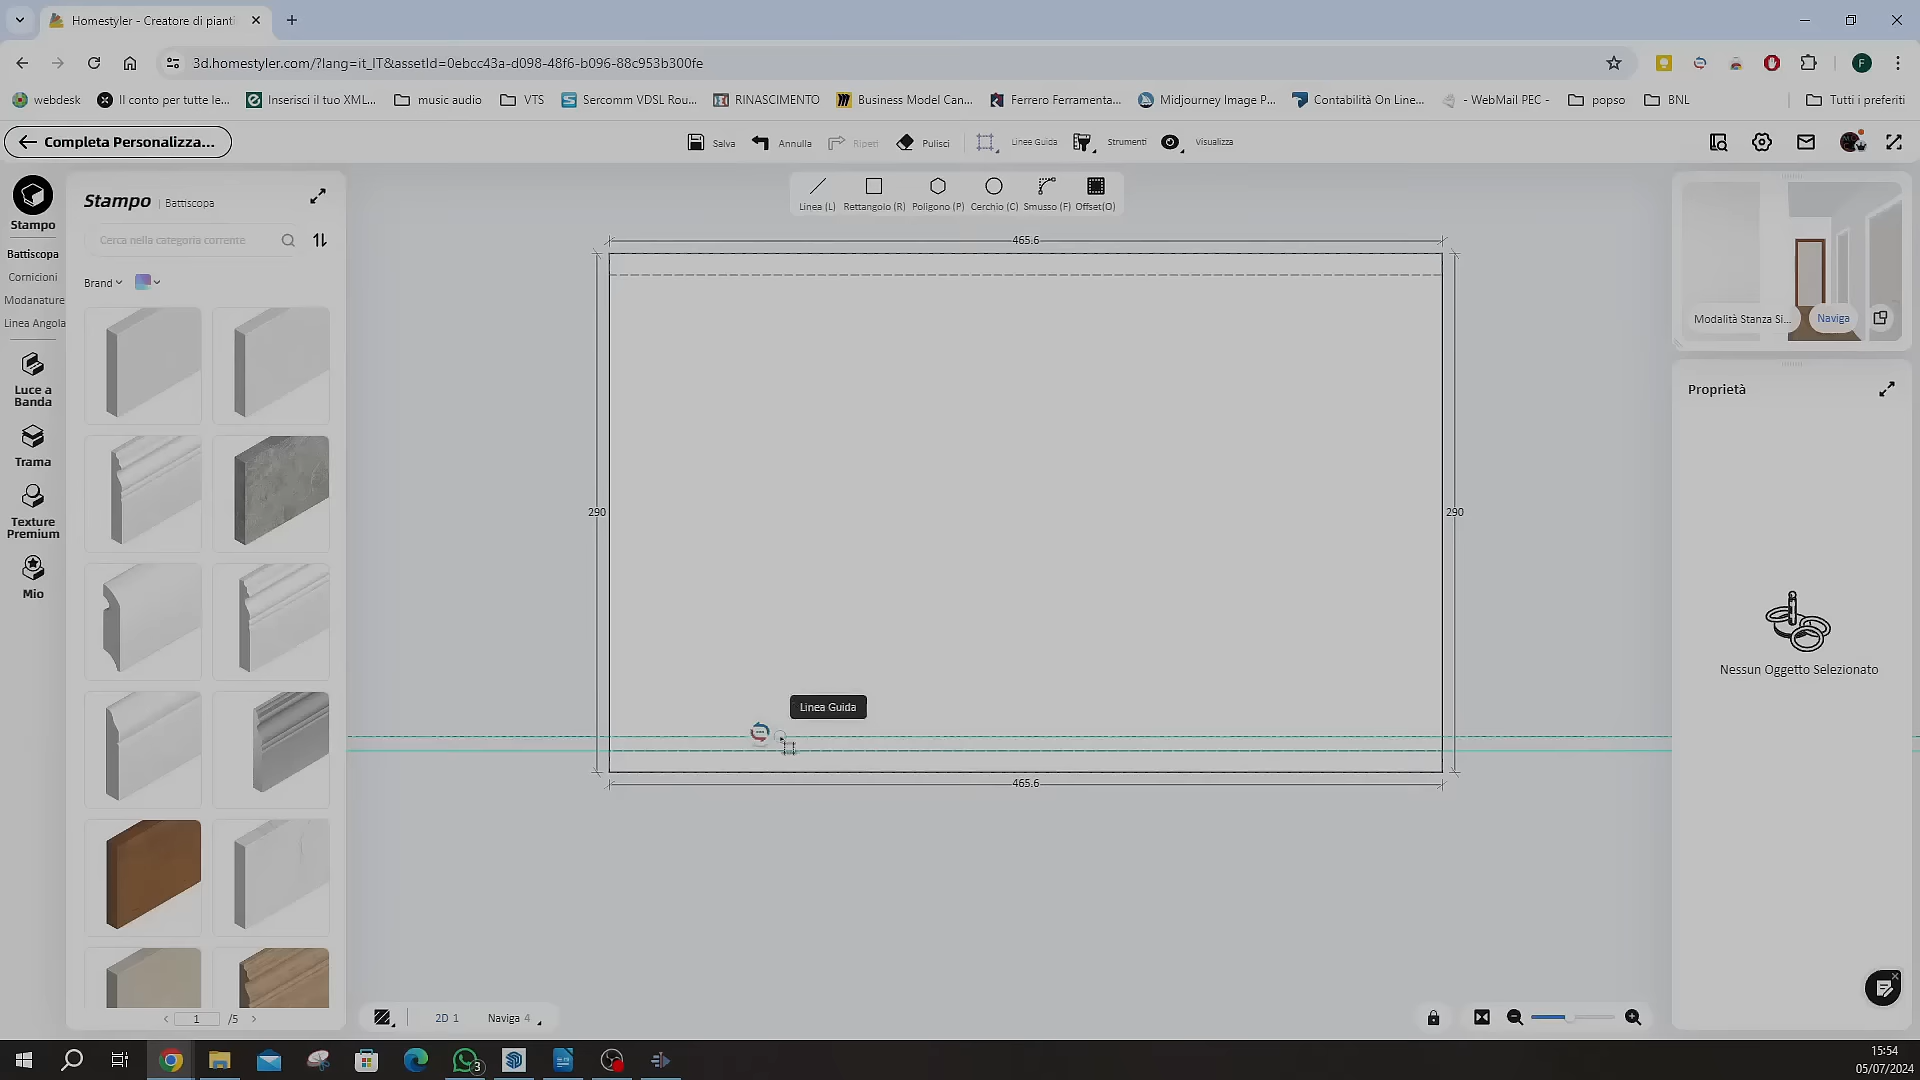 Homestyler - Creatore di pianti
3d.homestyler.com/?lang=it_IT&assetId=0ebcc43a-d098-48f6-b096-88c953b300fe
F
webdesk
Il conto per tutte le...
Inserisci il tuo XML...
music audio
VTS
Sercomm VDSL Rou...
RINASCIMENTO
Business Model Can...
Ferrero Ferramenta...
Midjourney Image P...
Contabilità On Line...
- WebMail PEC -
popso
BNL
Tutti i preferiti
Completa Personalizza...
Salva
Annulla
Ripeti
Pulisci
Linee Guida
Strumenti
Visualizza
Stampo
Battiscopa
Cornicioni
Modanature
Linea Angola
Luce a
Banda
Trama
Texture
Premium
Mio
Stampo | Battiscopa
Cerca nella categoria corrente
Brand
1 /5
Linea (L)
Rettangolo (R)
Poligono (P)
Cerchio (C)
Smusso (F)
Offset(O)
465.6
290
290
465.6
Linea Guida
2D 1
Naviga 4
Modalità Stanza Si...
Naviga
Proprietà
Nessun Oggetto Selezionato
3
15:54
05/07/2024